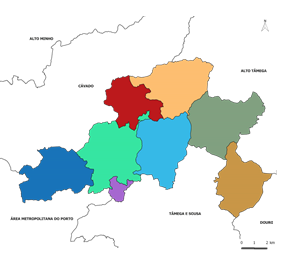 N
ALTO MINHO
CÁVADO
ALTO TÂMEGA
ÁREA METROPOLITANA DO PORTO
TÂMEGA E SOUSA
DOURO
0 1 2 km